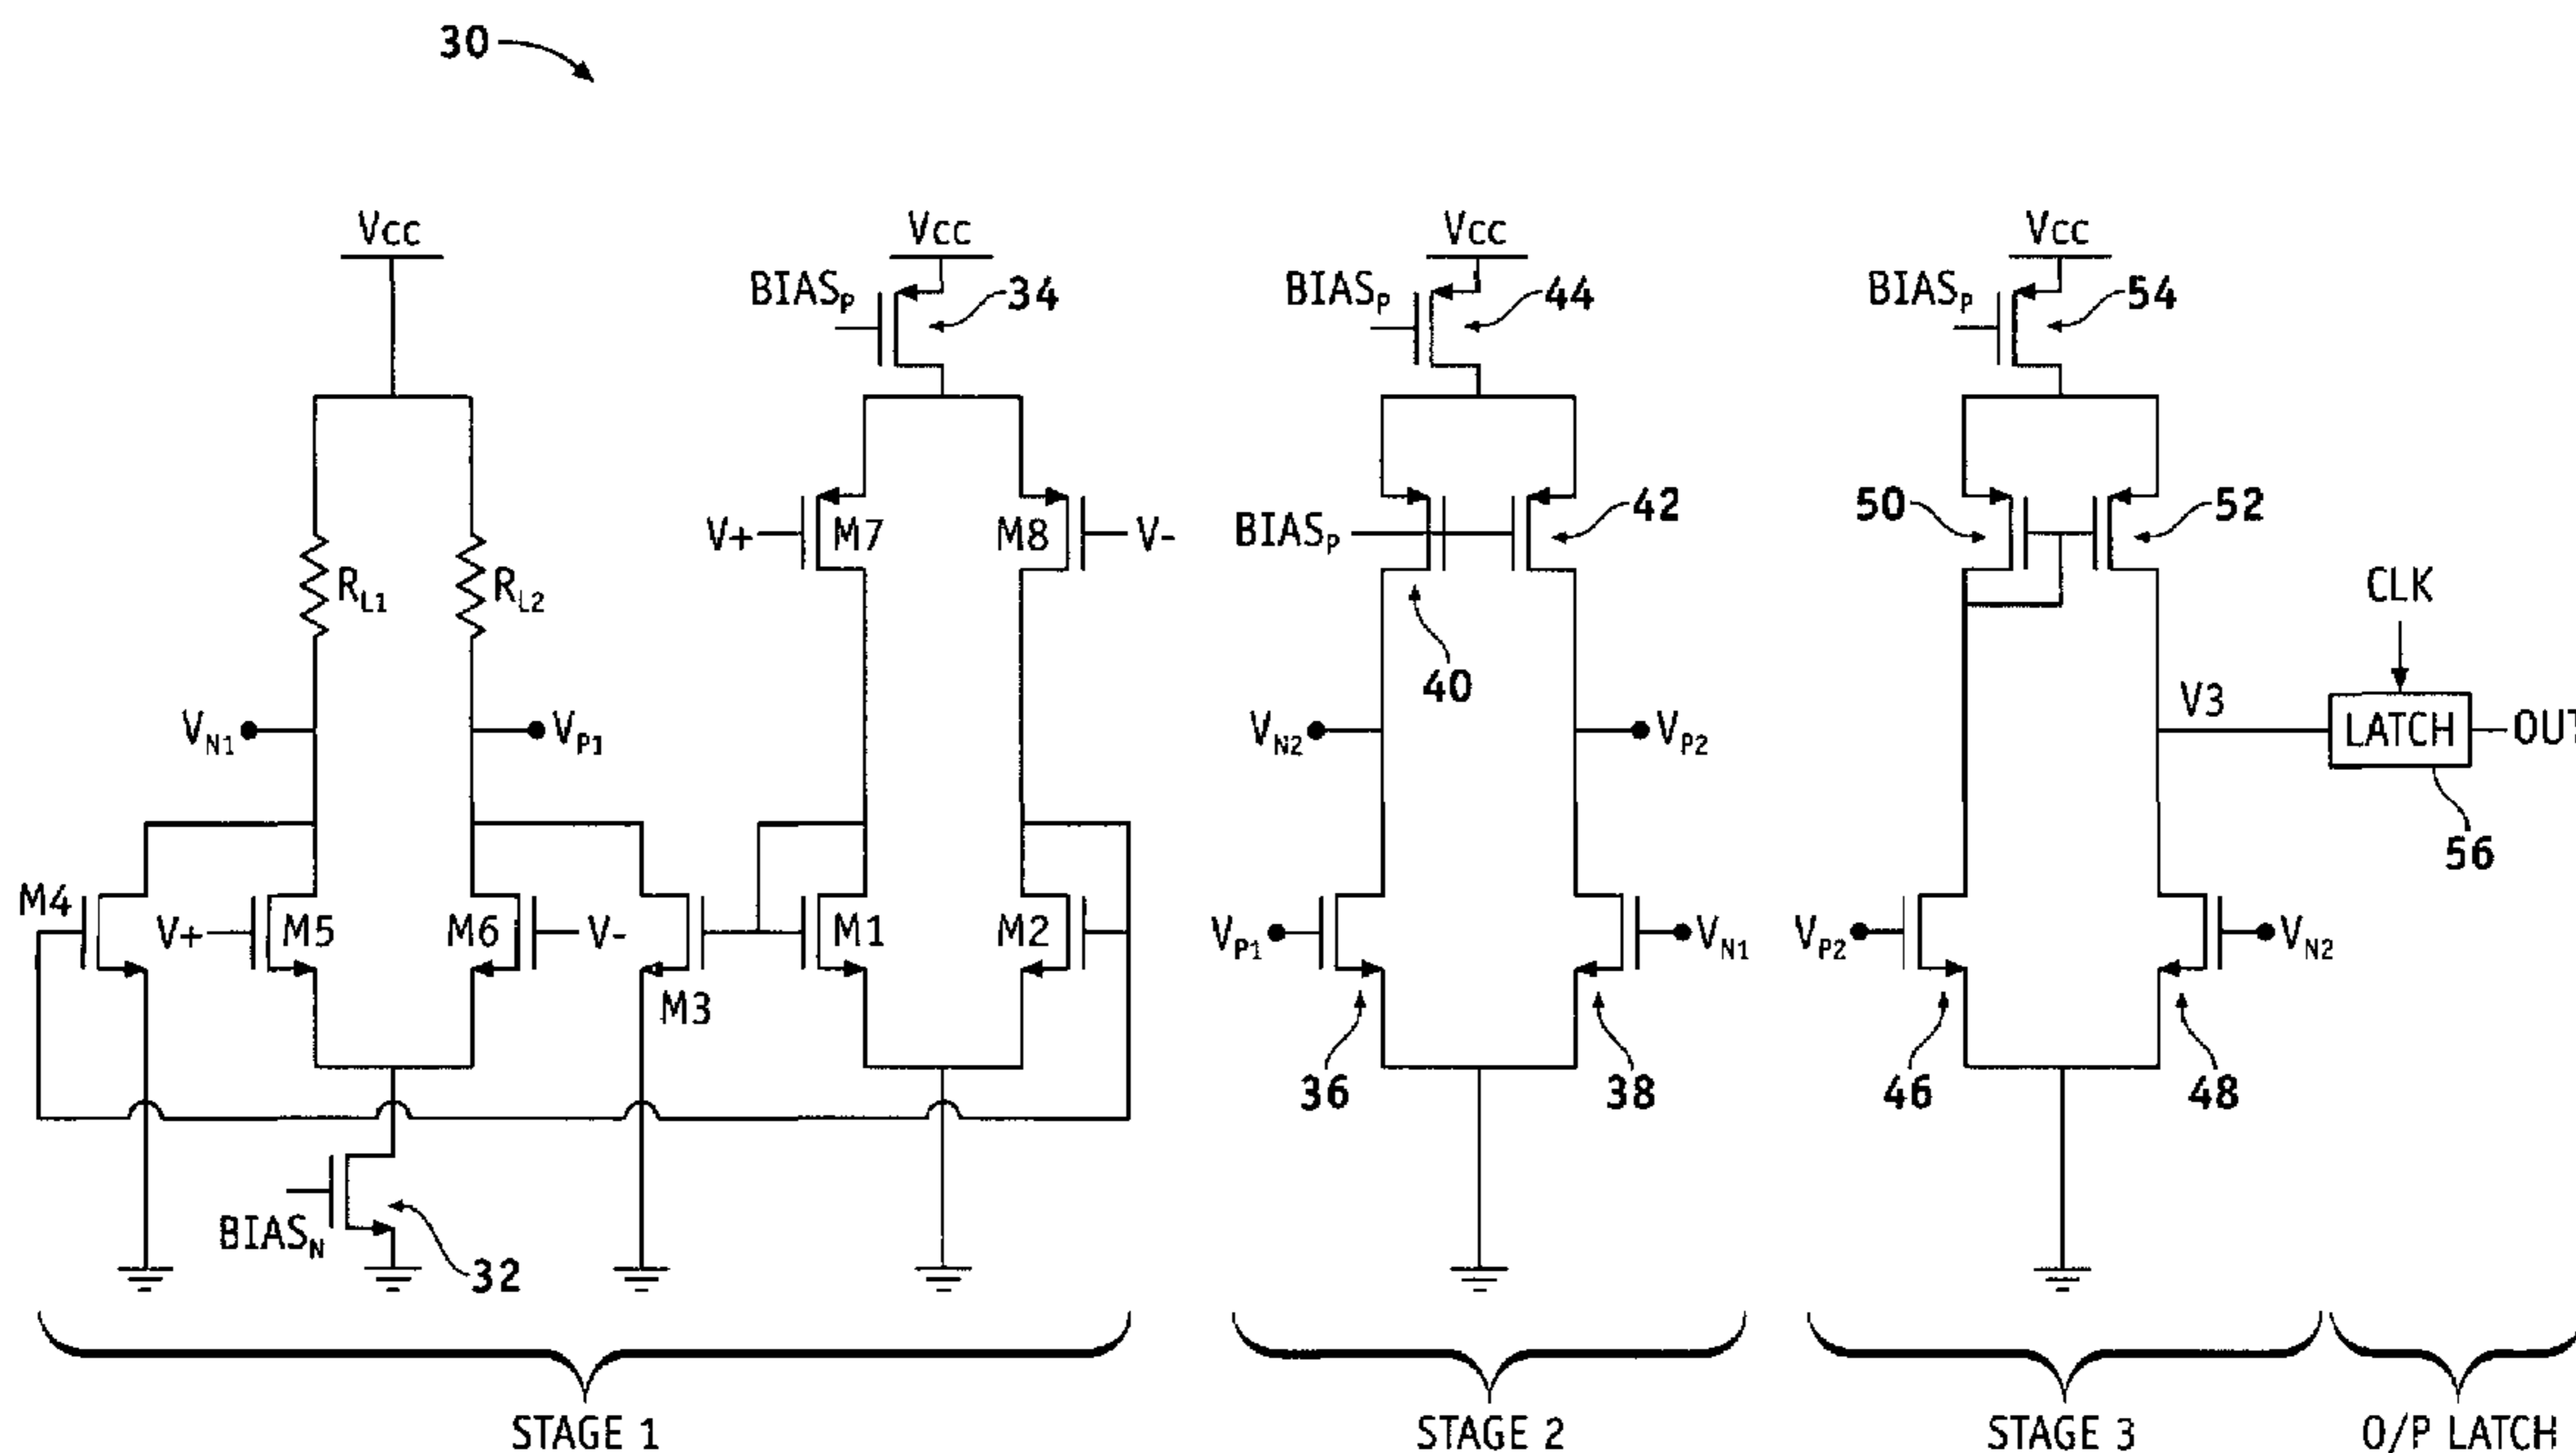 30
Vcc Vcc Vcc Vcc
BIASP 34 BIASP 44 BIASP 54
V+ M7 M8 V- BIASP 42 50 52
RL1 RL2 CLK
40
VN1 VP1 VN2 VP2 V3 LATCH OUT
56
M4 V+ M5 M6 V- M1 M2 VP1 VN1 VP2 VN2
M3
36 38 46 48
BIASN 32
STAGE 1 STAGE 2 STAGE 3 O/P LATCH